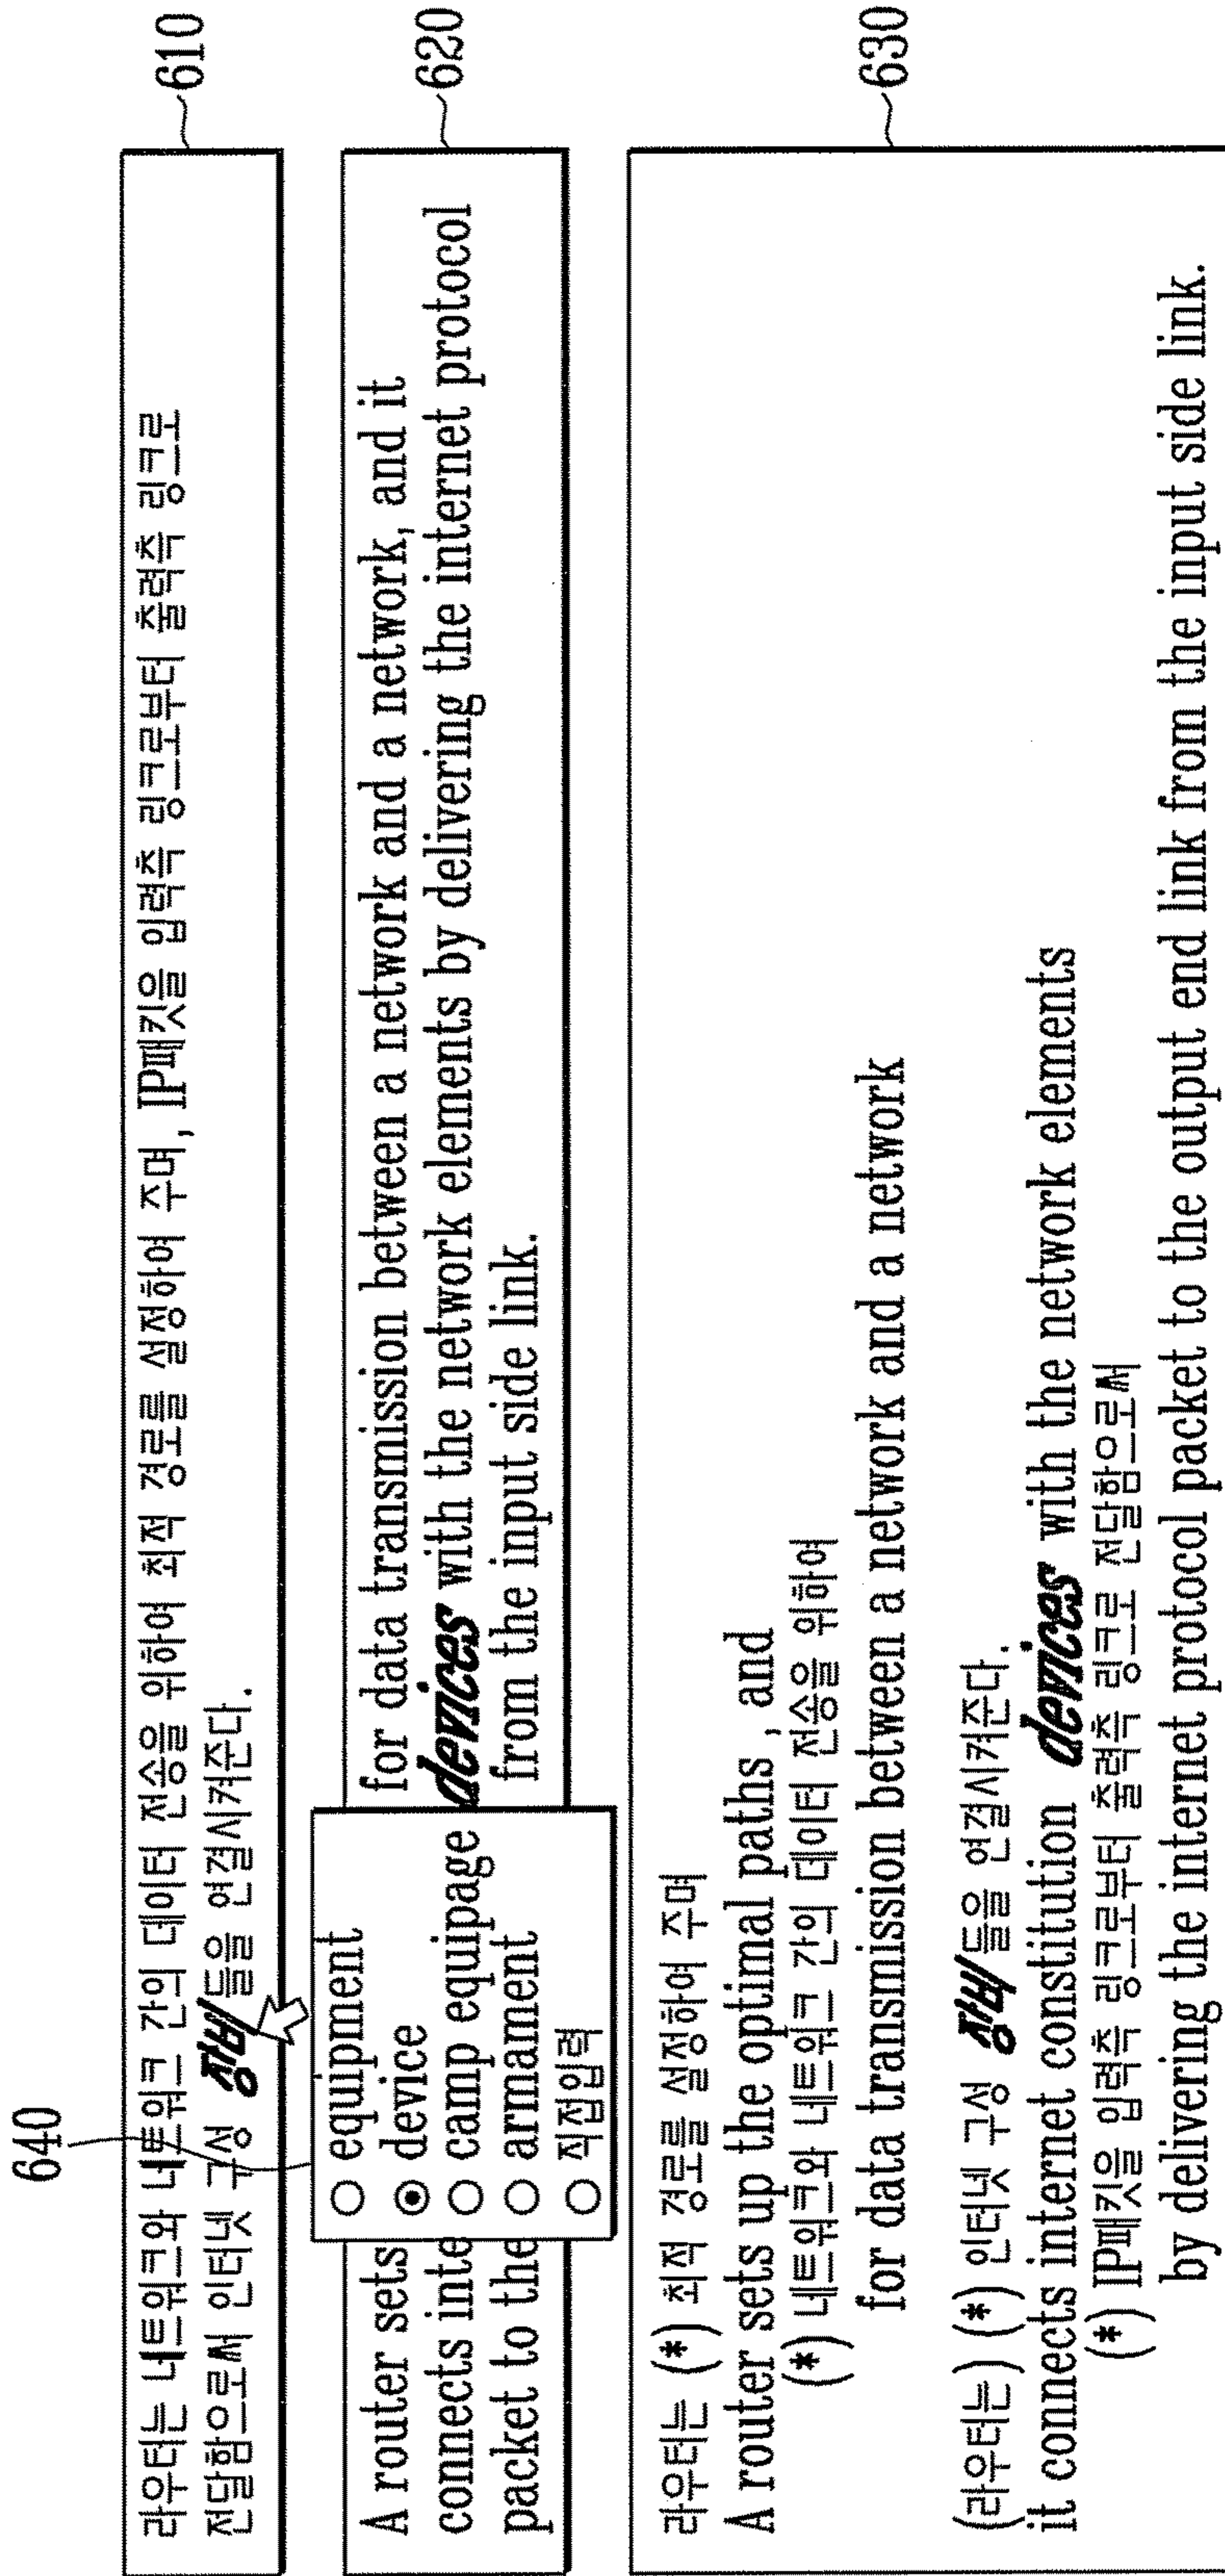 640
라우터는 네트워크와 네트워크 간의 데이터 전송을 위하여 최적 경로를 설정하여 주며, IP패킷을 입력측 링크로부터 출력측 링크로
전달함으로써 인터넷 구성 장비들을 연결시켜준다.
610
A router sets for data transmission between a network and a network, and it
connects inte devices with the network elements by delivering the internet protocol
packet to the from the input side link.
620
equipment
device
camp equipage
armament
직접입력
라우터는 (*) 최적 경로를 설정하여 주며
A router sets up the optimal paths , and
(*) 네트워크와 네트워크 간의 데이터 전송을 위하여
for data transmission between a network and a network
(라우터는) (*) 인터넷 구성 장비들을 연결시켜준다.
it connects internet constitution devices with the network elements
(*) IP패킷을 입력측 링크로부터 출력측 링크로 전달함으로써
by delivering the internet protocol packet to the output end link from the input side link.
630